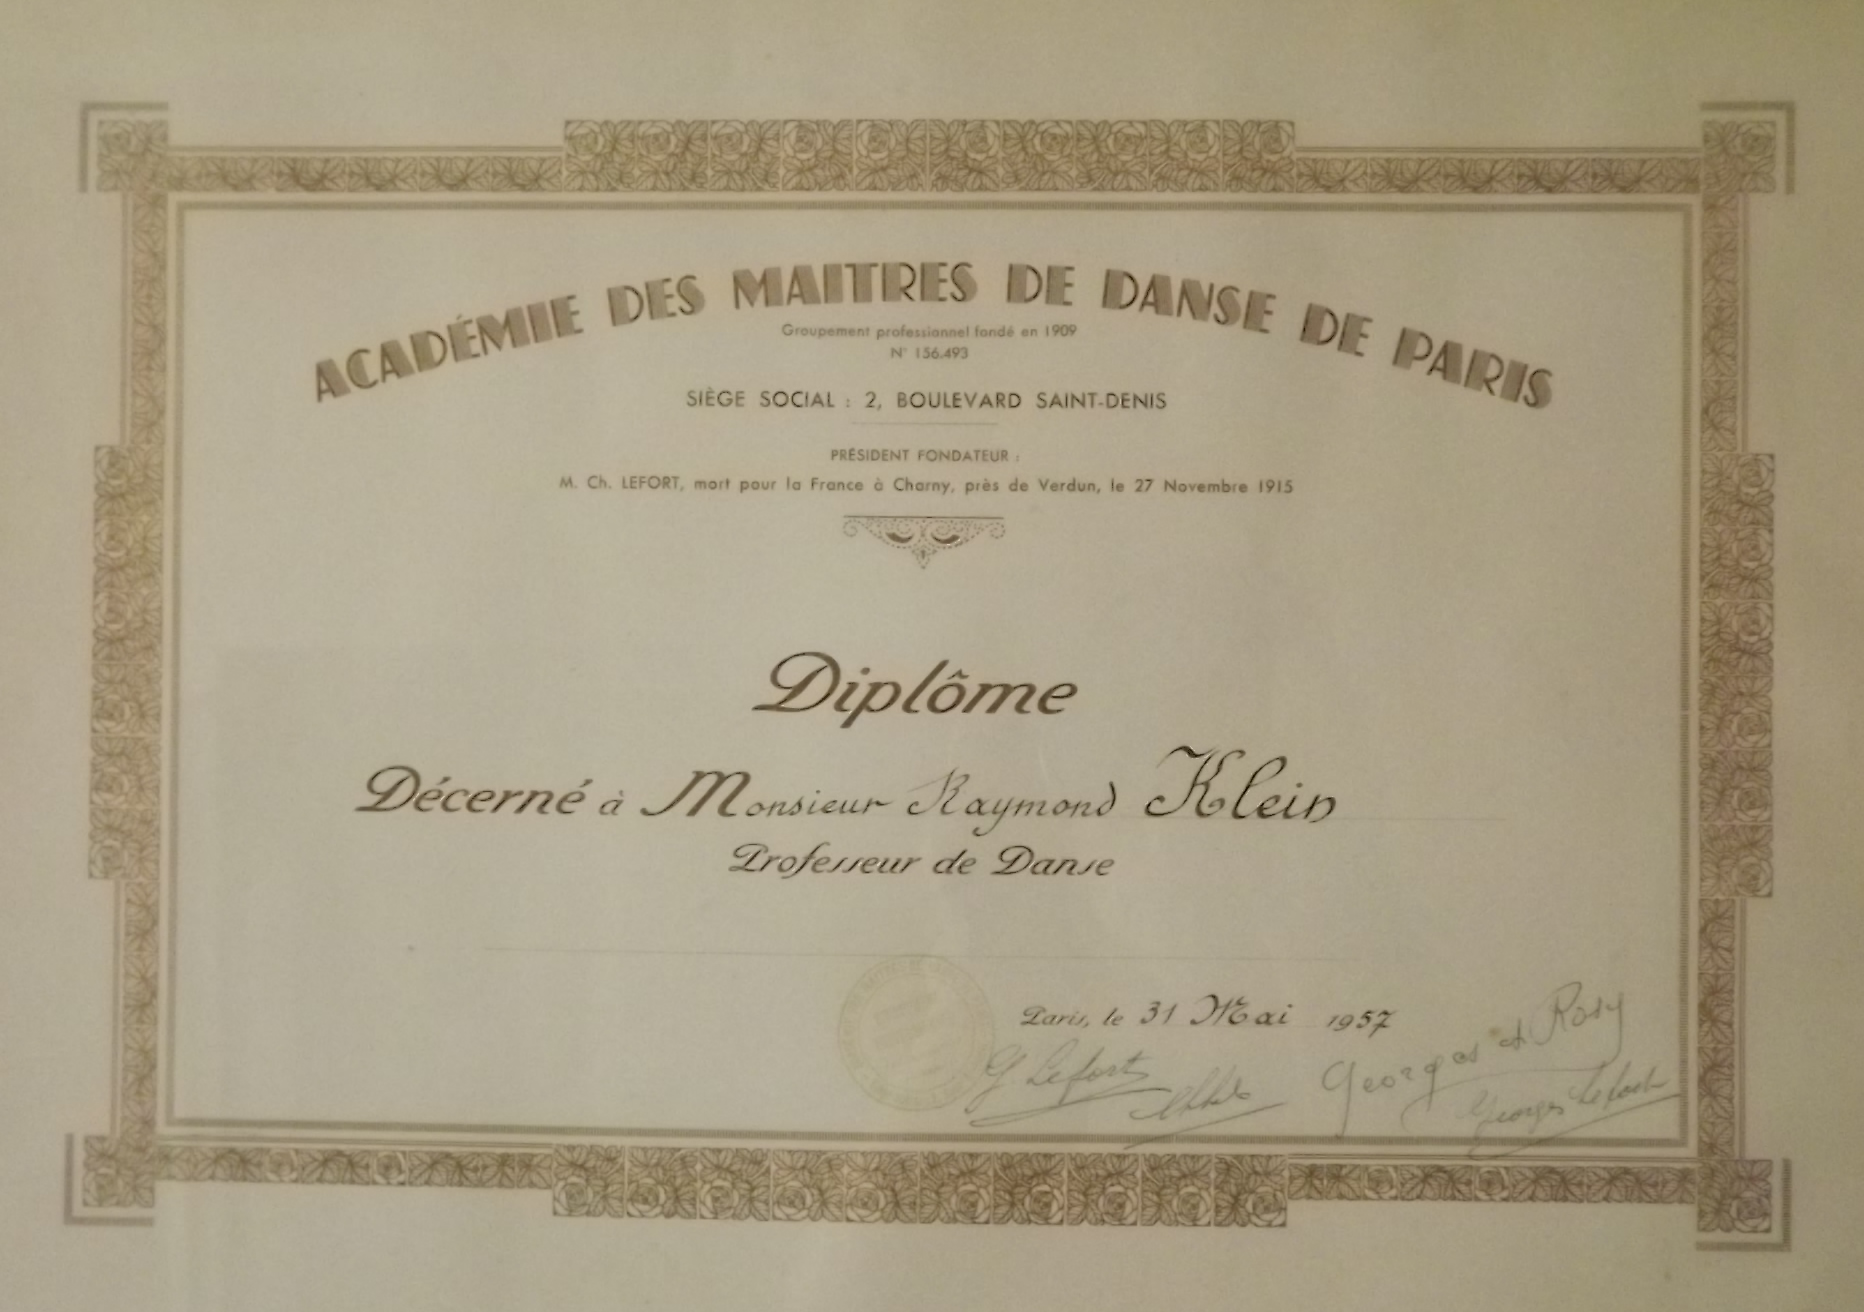 ACADÉMIE DES MAITRES DE DANSE DE PARIS
Groupement professionnel fondé en 1909
N° 156.493
SIÈGE SOCIAL : 2, BOULEVARD SAINT-DENIS
PRÉSIDENT FONDATEUR :
M. Ch. LEFORT, mort pour la France à Charny, près de Verdun, le 27 Novembre 1915
Diplôme
Décerné à Monsieur Raymond Klein
Professeur de Danse
Paris, le 31 Mai 1957
G. Lefort
Georges et Rosy
Georges